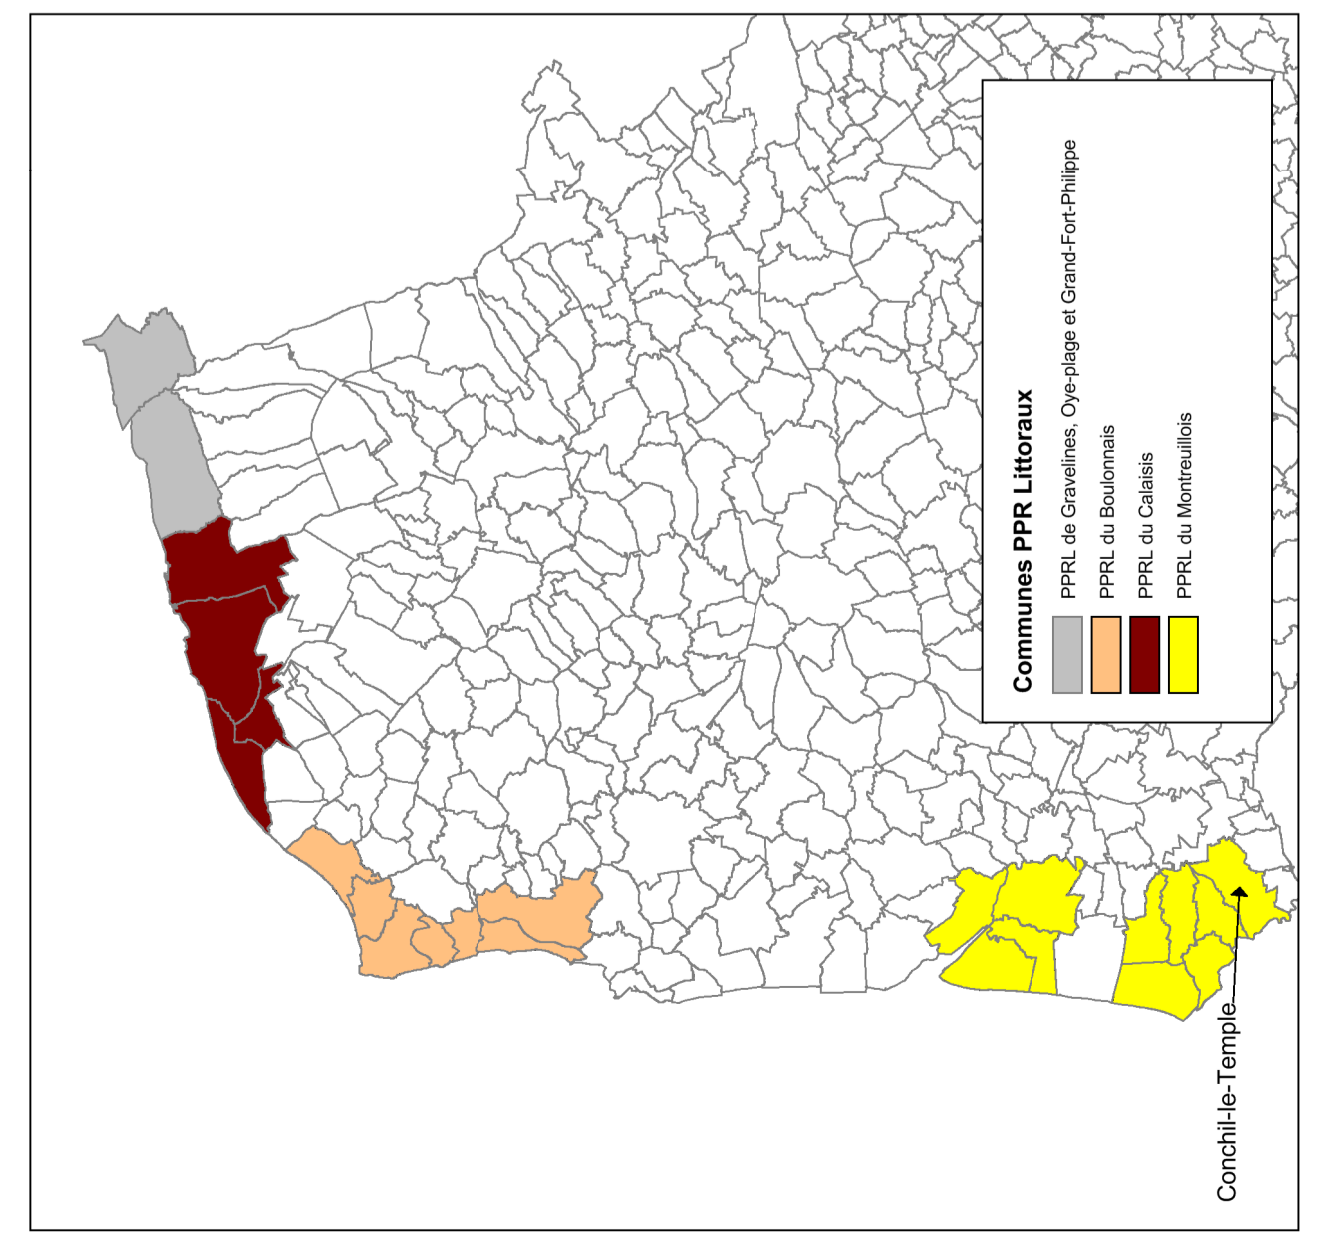 Communes PPR Littoraux
PPRL de Gravelines, Oye-plage et Grand-Fort-Philippe
PPRL du Boulonnais
PPRL du Calaisis
PPRL du Montreuillois
Conchil-le-Temple